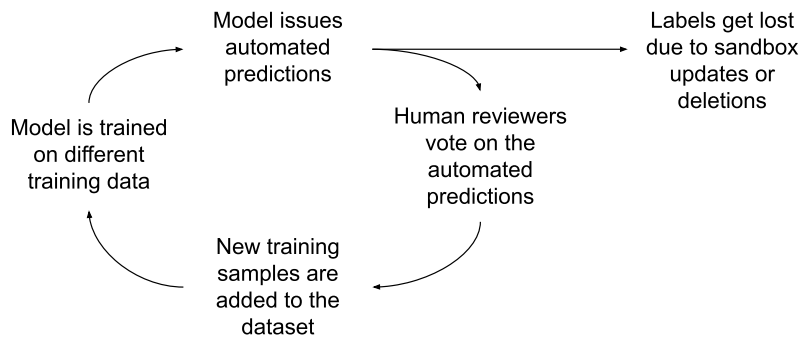 Model issues
automated
predictions
Labels get lost
due to sandbox
updates or
deletions
Human reviewers
vote on the
automated
predictions
Model is trained
on different
training data
New training
samples are
added to the
dataset